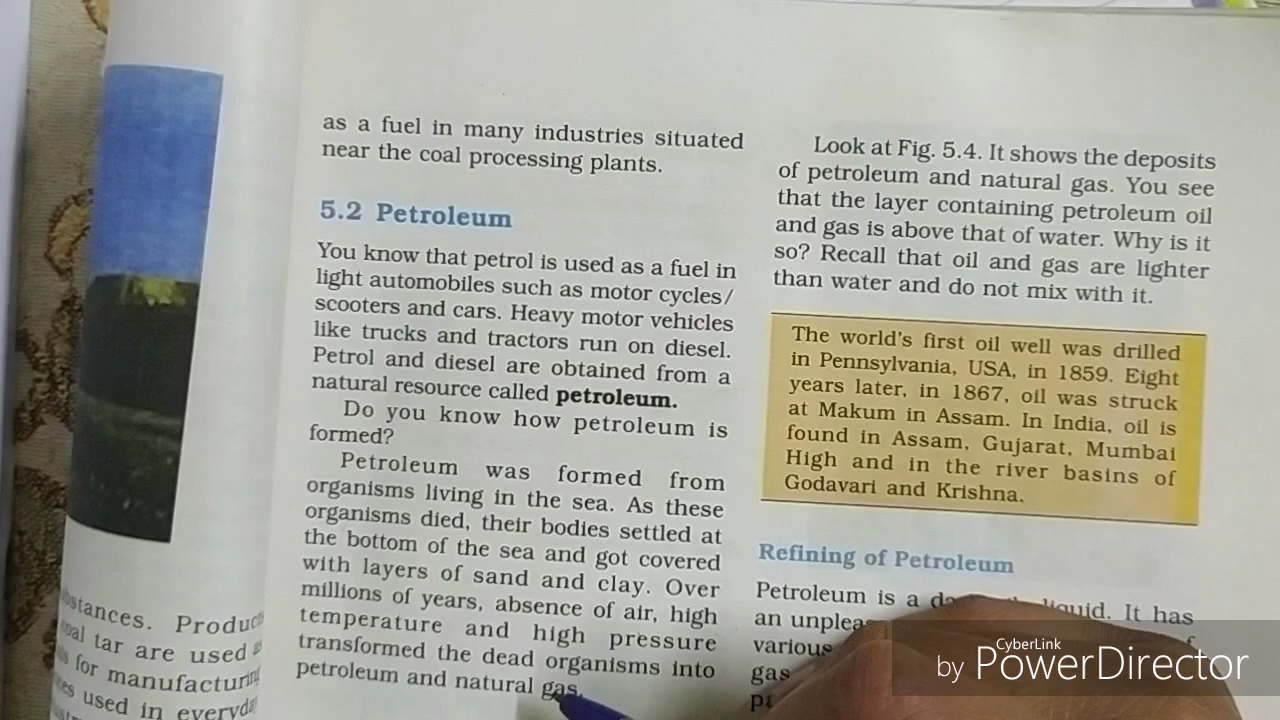 as a fuel in many industries situated
near the coal processing plants.
5.2 Petroleum
You know that petrol is used as a fuel in
light automobiles such as motor cycles/
scooters and cars. Heavy motor vehicles
like trucks and tractors run on diesel.
Petrol and diesel are obtained from a
natural resource called petroleum.
Do you know how petroleum is
formed?
Petroleum was formed from
organisms living in the sea. As these
organisms died, their bodies settled at
the bottom of the sea and got covered
with layers of sand and clay. Over
millions of years, absence of air, high
temperature and high pressure
transformed the dead organisms into
petroleum and natural gas.
Look at Fig. 5.4. It shows the deposits
of petroleum and natural gas. You see
that the layer containing petroleum oil
and gas is above that of water. Why is it
so? Recall that oil and gas are lighter
than water and do not mix with it.
The world's first oil well was drilled
in Pennsylvania, USA, in 1859. Eight
years later, in 1867, oil was struck
at Makum in Assam. In India, oil is
found in Assam, Gujarat, Mumbai
High and in the river basins of
Godavari and Krishna.
Refining of Petroleum
Petroleum is a liquid. It has
an
various
gas
coal tar are used
for manufacturing
used in
CyberLink
by PowerDirector